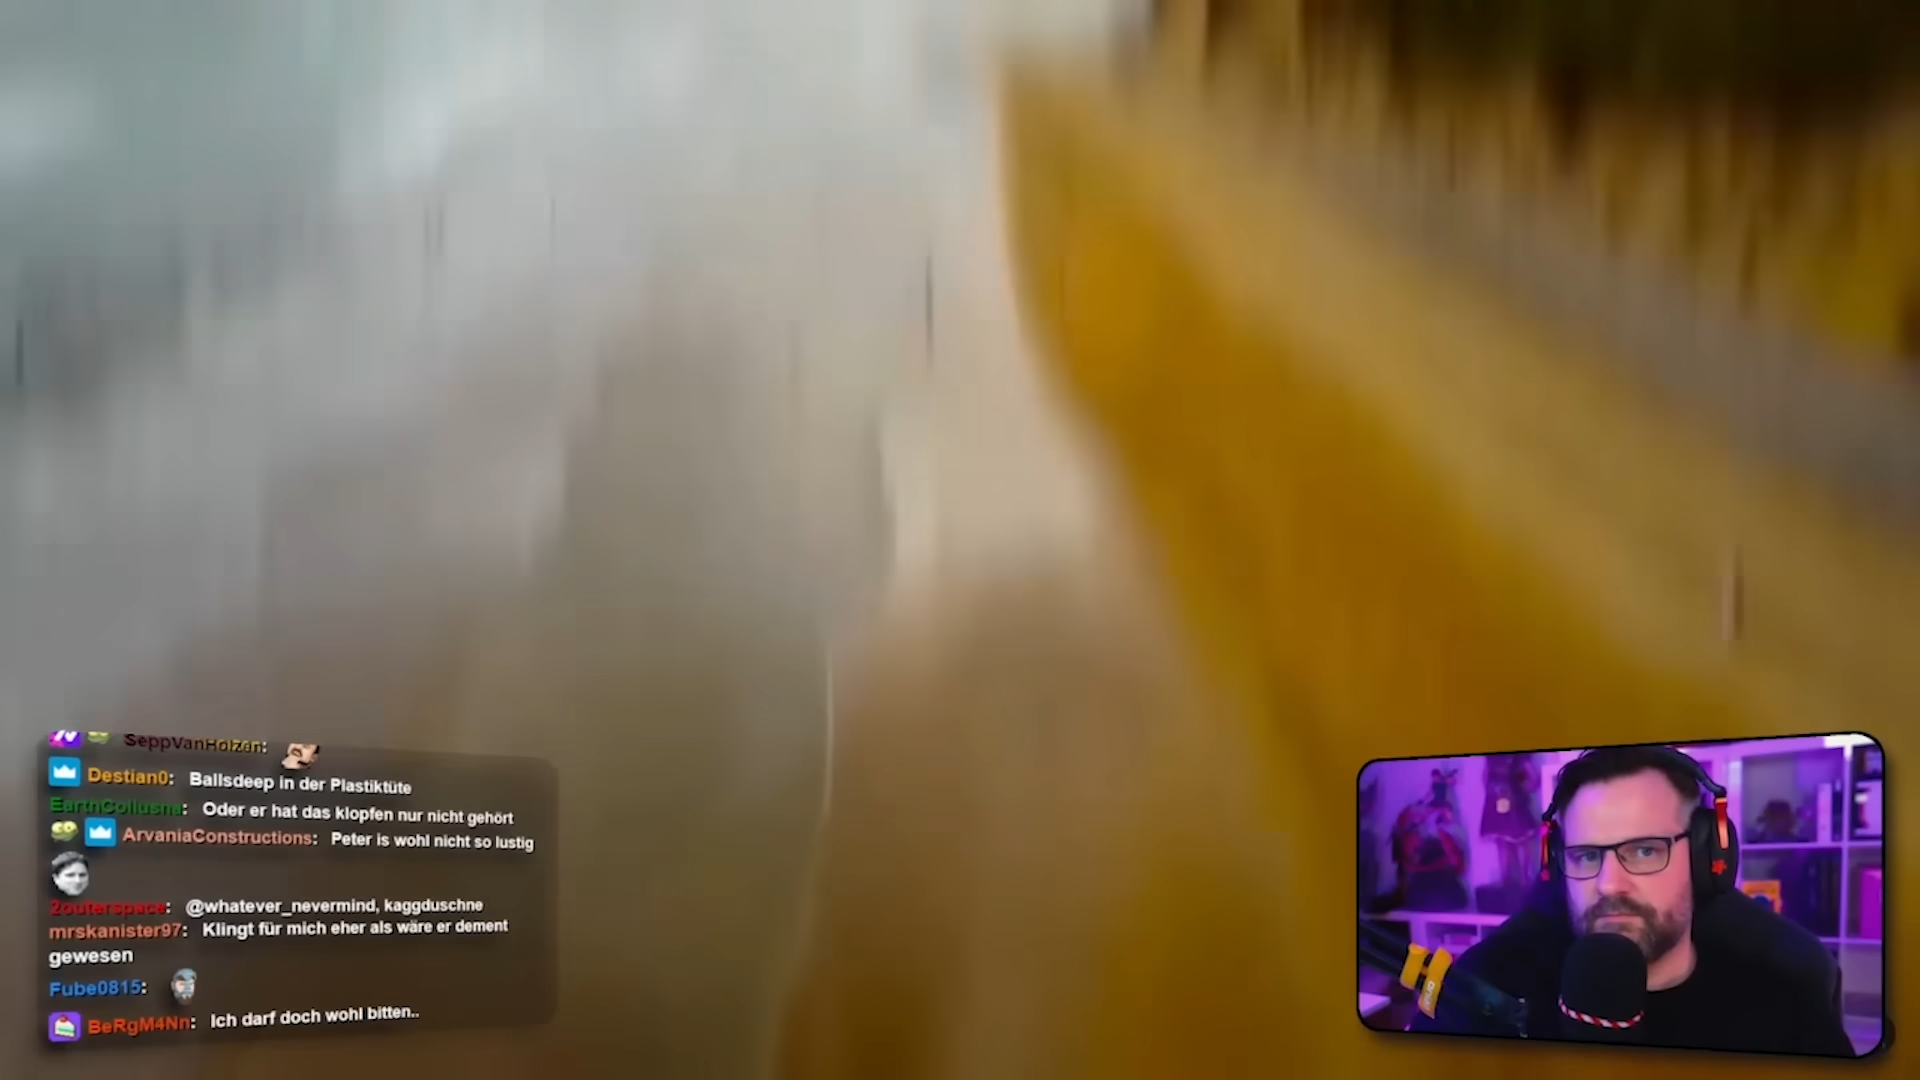 SeppVanHolzen:
Destian0: Ballsdeep in der Plastiktüte
EarthCollusna: Oder er hat das klopfen nur nicht gehört
ArvaniaConstructions: Peter is wohl nicht so lustig
2outerspace: @whatever_nevermind, kaggduschne
mrskanister97: Klingt für mich eher als wäre er dement
gewesen
Fube0815:
BeRgM4Nn: Ich darf doch wohl bitten..